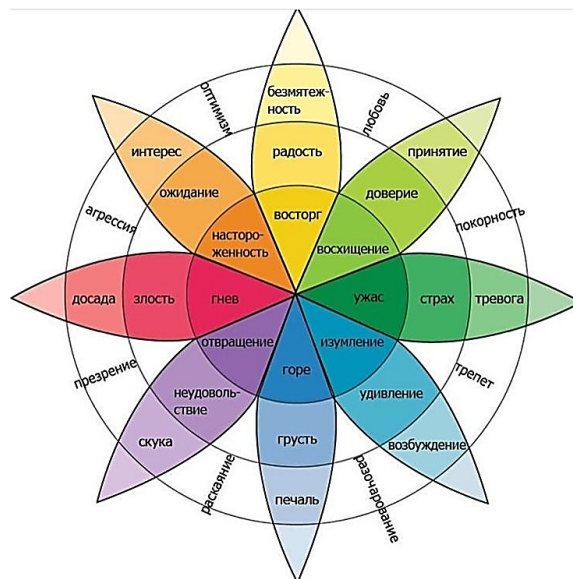 безмятеж-
ность
оптимизм
любовь
интерес
радость
принятие
ожидание
доверие
восторг
агрессия
покорность
насторо-
женность
восхищение
досада
злость
гнев
ужас
страх
тревога
отвращение
изумление
презрение
горе
трепет
неудоволь-
ствие
удивление
скука
грусть
возбуждение
раскаяние
печаль
разочарование